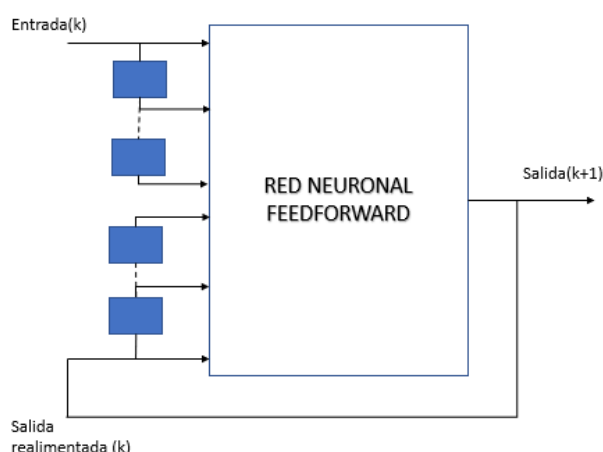 Entrada(k)
RED NEURONAL
FEEDFORWARD
Salida(k+1)
Salida
realimentada (k)